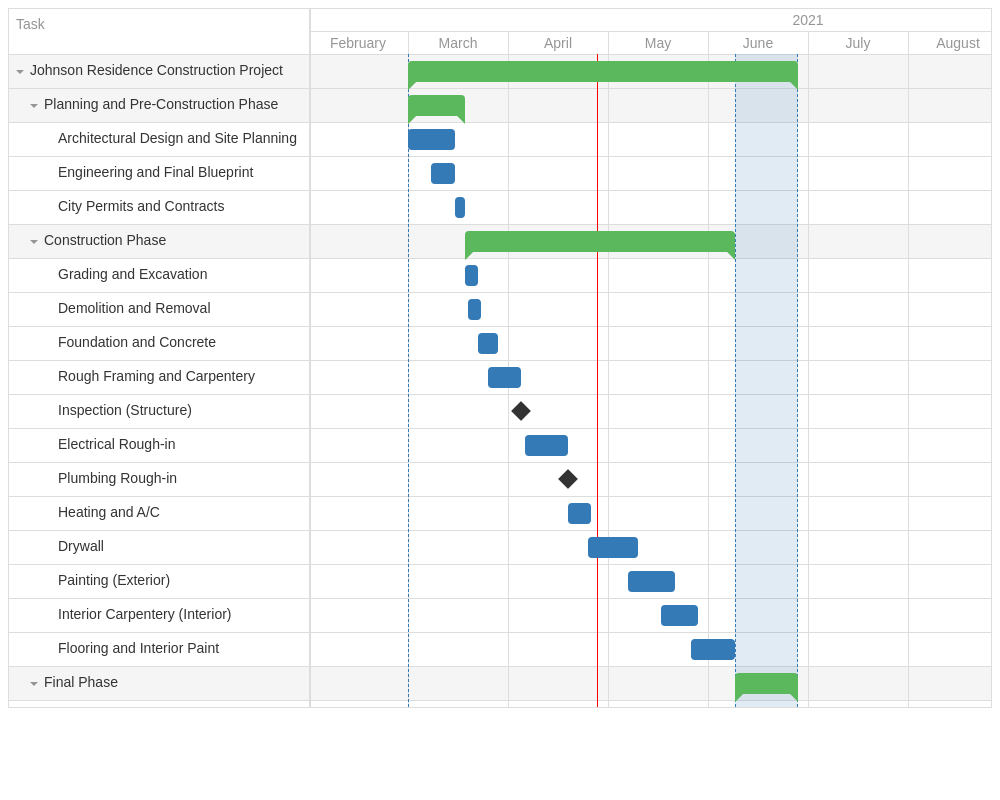 Task
2021
February March April May June July August
Johnson Residence Construction Project
Planning and Pre-Construction Phase
Architectural Design and Site Planning
Engineering and Final Blueprint
City Permits and Contracts
Construction Phase
Grading and Excavation
Demolition and Removal
Foundation and Concrete
Rough Framing and Carpentery
Inspection (Structure)
Electrical Rough-in
Plumbing Rough-in
Heating and A/C
Drywall
Painting (Exterior)
Interior Carpentery (Interior)
Flooring and Interior Paint
Final Phase